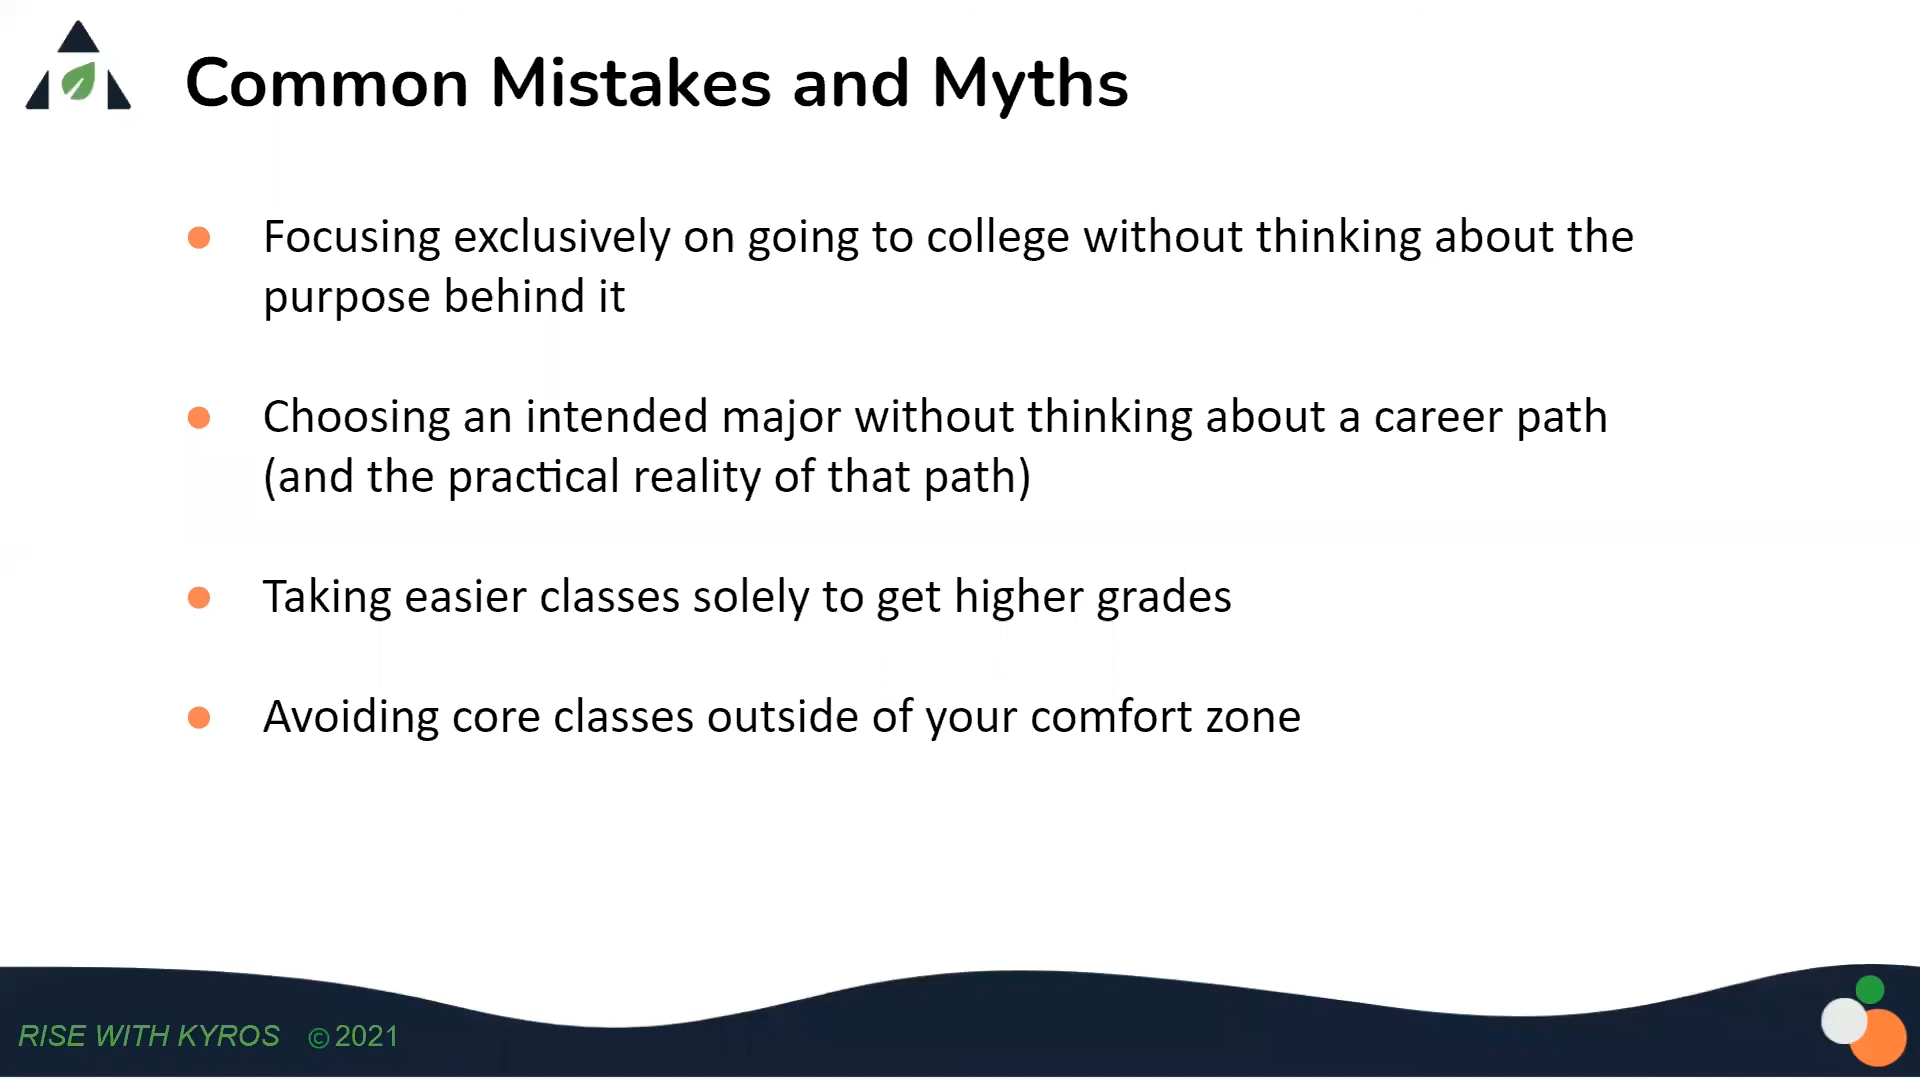 Common Mistakes and Myths
● Focusing exclusively on going to college without thinking about the
purpose behind it
● Choosing an intended major without thinking about a career path
(and the practical reality of that path)
● Taking easier classes solely to get higher grades
● Avoiding core classes outside of your comfort zone
RISE WITH KYROS © 2021